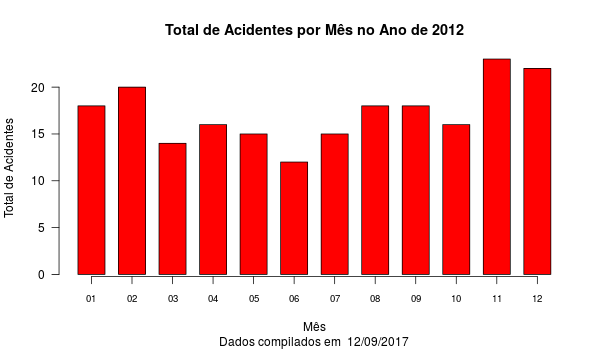 Total de Acidentes por Mês no Ano de 2012
Total de Acidentes
20
15
10
5
0
01 02 03 04 05 06 07 08 09 10 11 12
Mês
Dados compilados em  12/09/2017